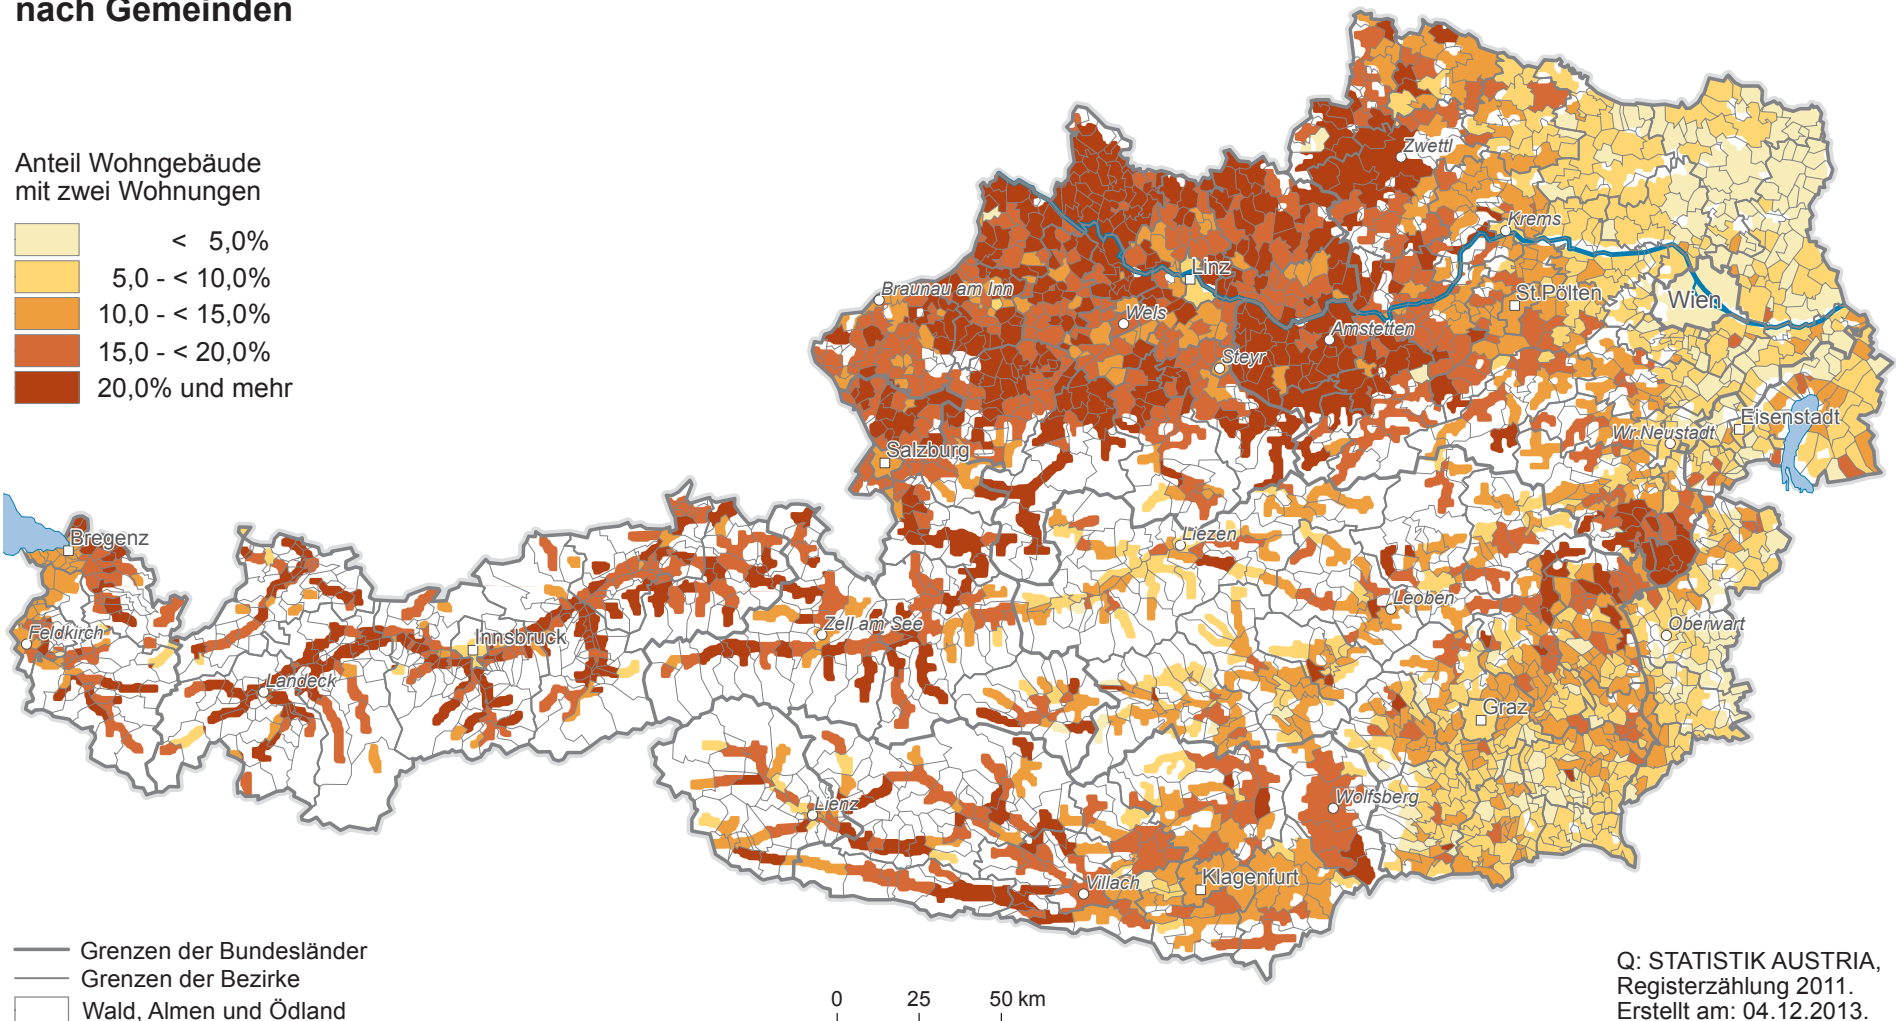 nach Gemeinden
Anteil Wohngebäude
mit zwei Wohnungen
< 5,0%
5,0 - < 10,0%
10,0 - < 15,0%
15,0 - < 20,0%
20,0% und mehr
Zwettl
Krems
Linz
Braunau am Inn
St.Pölten
Wien
Wels
Amstetten
Steyr
Eisenstadt
Wr.Neustadt
Salzburg
Bregenz
Liezen
Leoben
Feldkirch
Innsbruck
Zell am See
Oberwart
Landeck
Graz
Lienz
Wolfsberg
Villach
Klagenfurt
Grenzen der Bundesländer
Grenzen der Bezirke
Wald, Almen und Ödland
0 25 50 km
Q: STATISTIK AUSTRIA,
Registerzählung 2011.
Erstellt am: 04.12.2013.